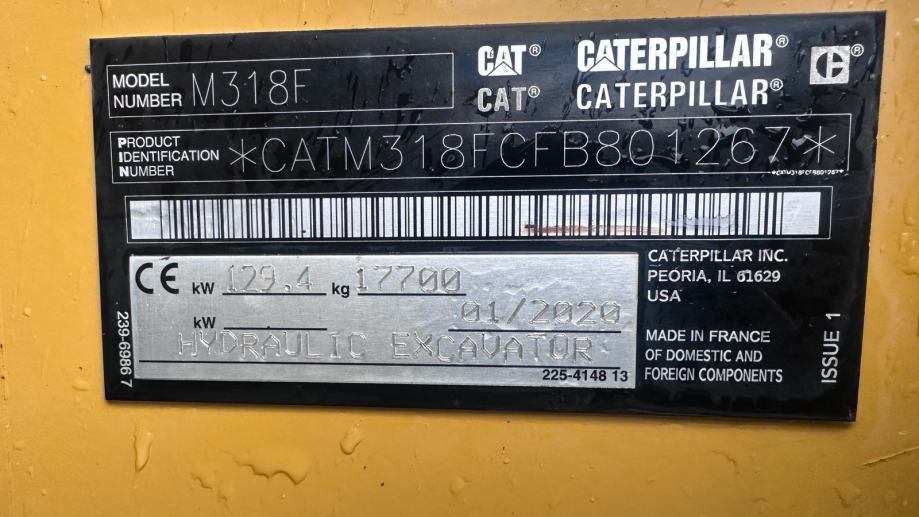 CAT® CATERPILLAR®
MODEL
NUMBER M318F
CAT® CATERPILLAR®
PRODUCT
IDENTIFICATION
NUMBER *CATM318FCFB801267*
*CATM318FCFB801267*
CE kW 129.4 kg 17700
kW 01/2020
HYDRAULIC EXCAVATOR
225-4148 13
239-6986 7
CATERPILLAR INC.
PEORIA, IL 61629
USA
MADE IN FRANCE
OF DOMESTIC AND
FOREIGN COMPONENTS
ISSUE 1